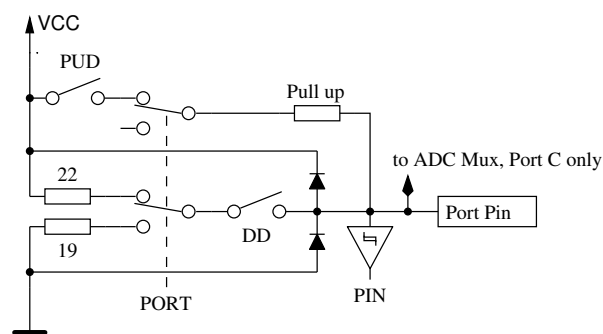 VCC
PUD
Pull up
to ADC Mux, Port C only
22
Port Pin
19
DD
PIN
PORT